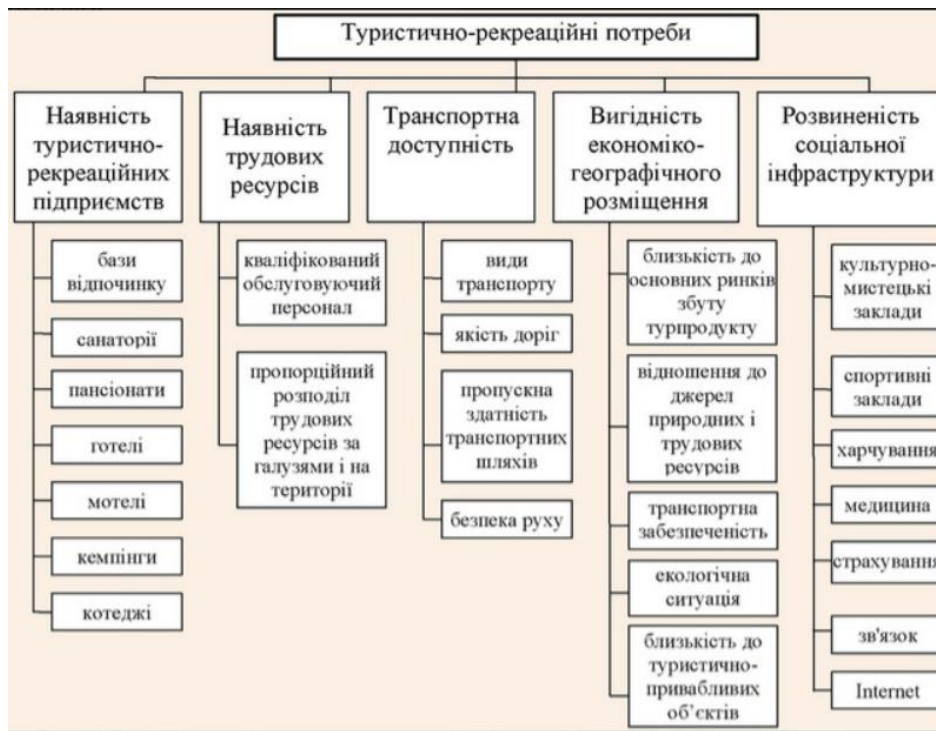 Туристично-рекреаційні потреби
Наявність
туристично-
рекреаційних
підприємств
бази
відпочинку
санаторії
пансіонати
готелі
мотелі
кемпінги
котеджі
Наявність
трудових
ресурсів
кваліфікований
обслуговуючий
персонал
пропорційний
розподіл
трудових
ресурсів за
галузями і на
території
Транспортна
доступність
види
транспорту
якість доріг
пропускна
здатність
транспортних
шляхів
безпека руху
Вигідність
економіко-
географічного
розміщення
близькість до
основних ринків
збуту
турпродукту
відношення до
джерел
природних і
трудових
ресурсів
транспортна
забезпеченість
екологічна
ситуація
близькість до
туристично-
привабливих
об’єктів
Розвиненість
соціальної
інфраструктури
культурно-
мистецькі
заклади
спортивні
заклади
харчування
медицина
страхування
зв'язок
Internet